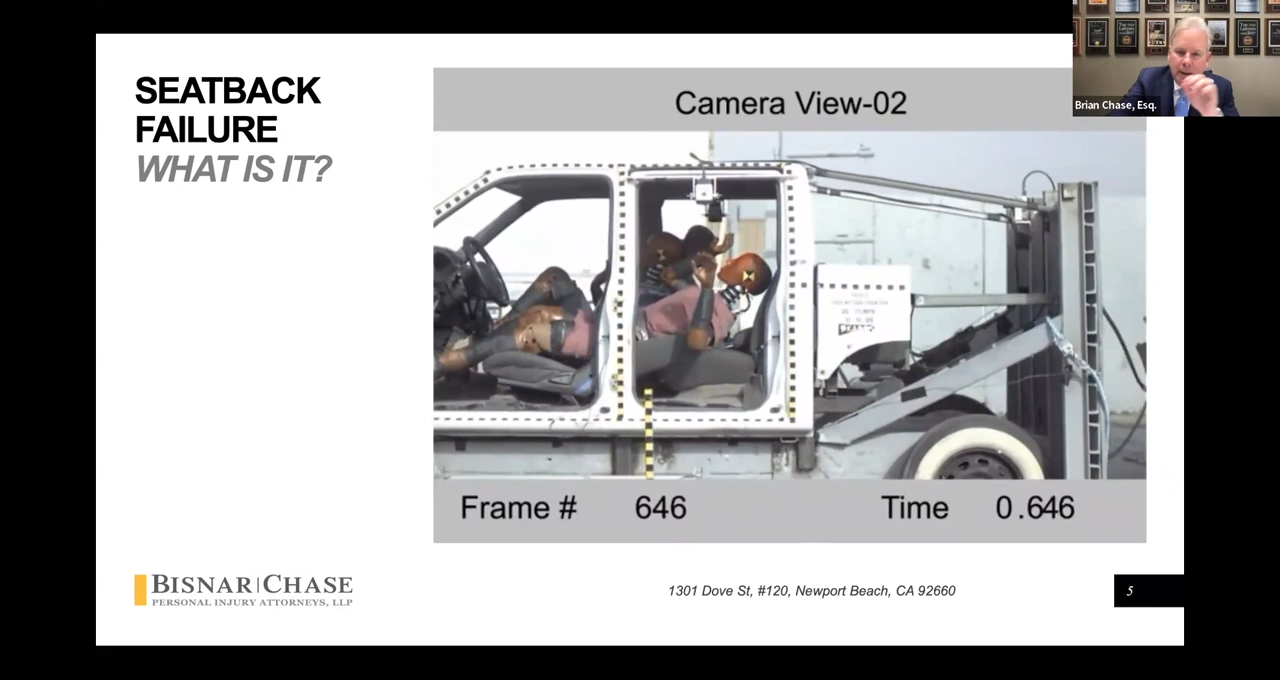 SEATBACK
FAILURE
WHAT IS IT?
Camera View-02
Brian Chase, Esq.
Frame # 646 Time 0.646
BISNAR|CHASE
PERSONAL INJURY ATTORNEYS, LLP
1301 Dove St, #120, Newport Beach, CA 92660
5